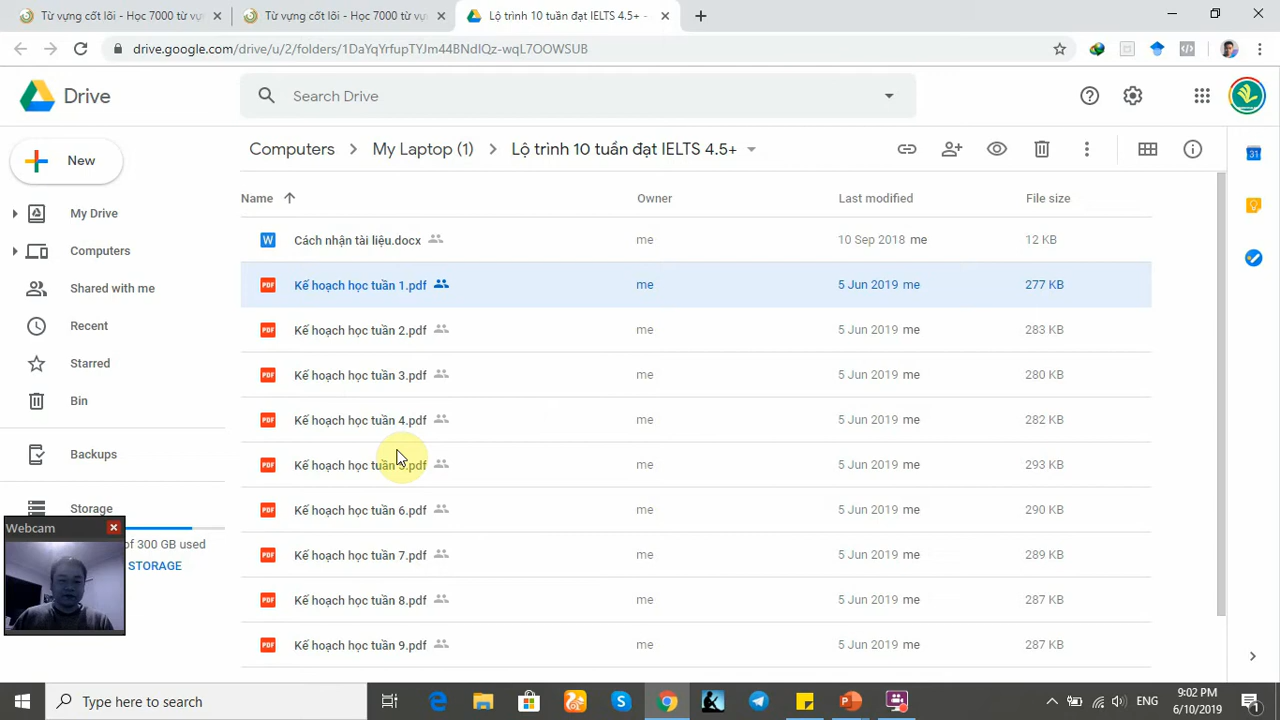 Từ vựng cốt lõi - Học 7000 từ vự
Từ vựng cốt lõi - Học 7000 từ vự
Lộ trình 10 tuần đạt IELTS 4.5+ -
drive.google.com/drive/u/2/folders/1DaYqYrfupTYJm44BNdIQz-wqL7OOWSUB
Drive
Search Drive
New
Computers > My Laptop (1) > Lộ trình 10 tuần đạt IELTS 4.5+
Name Owner Last modified File size
My Drive
Computers
Shared with me
Recent
Starred
Bin
Backups
Storage
of 300 GB used
STORAGE
Cách nhận tài liệu.docx me 10 Sep 2018 me 12 KB
Kế hoạch học tuần 1.pdf me 5 Jun 2019 me 277 KB
Kế hoạch học tuần 2.pdf me 5 Jun 2019 me 283 KB
Kế hoạch học tuần 3.pdf me 5 Jun 2019 me 280 KB
Kế hoạch học tuần 4.pdf me 5 Jun 2019 me 282 KB
Kế hoạch học tuần 5.pdf me 5 Jun 2019 me 293 KB
Kế hoạch học tuần 6.pdf me 5 Jun 2019 me 290 KB
Kế hoạch học tuần 7.pdf me 5 Jun 2019 me 289 KB
Kế hoạch học tuần 8.pdf me 5 Jun 2019 me 287 KB
Kế hoạch học tuần 9.pdf me 5 Jun 2019 me 287 KB
Webcam
31
Type here to search
ENG
9:02 PM
6/10/2019
1